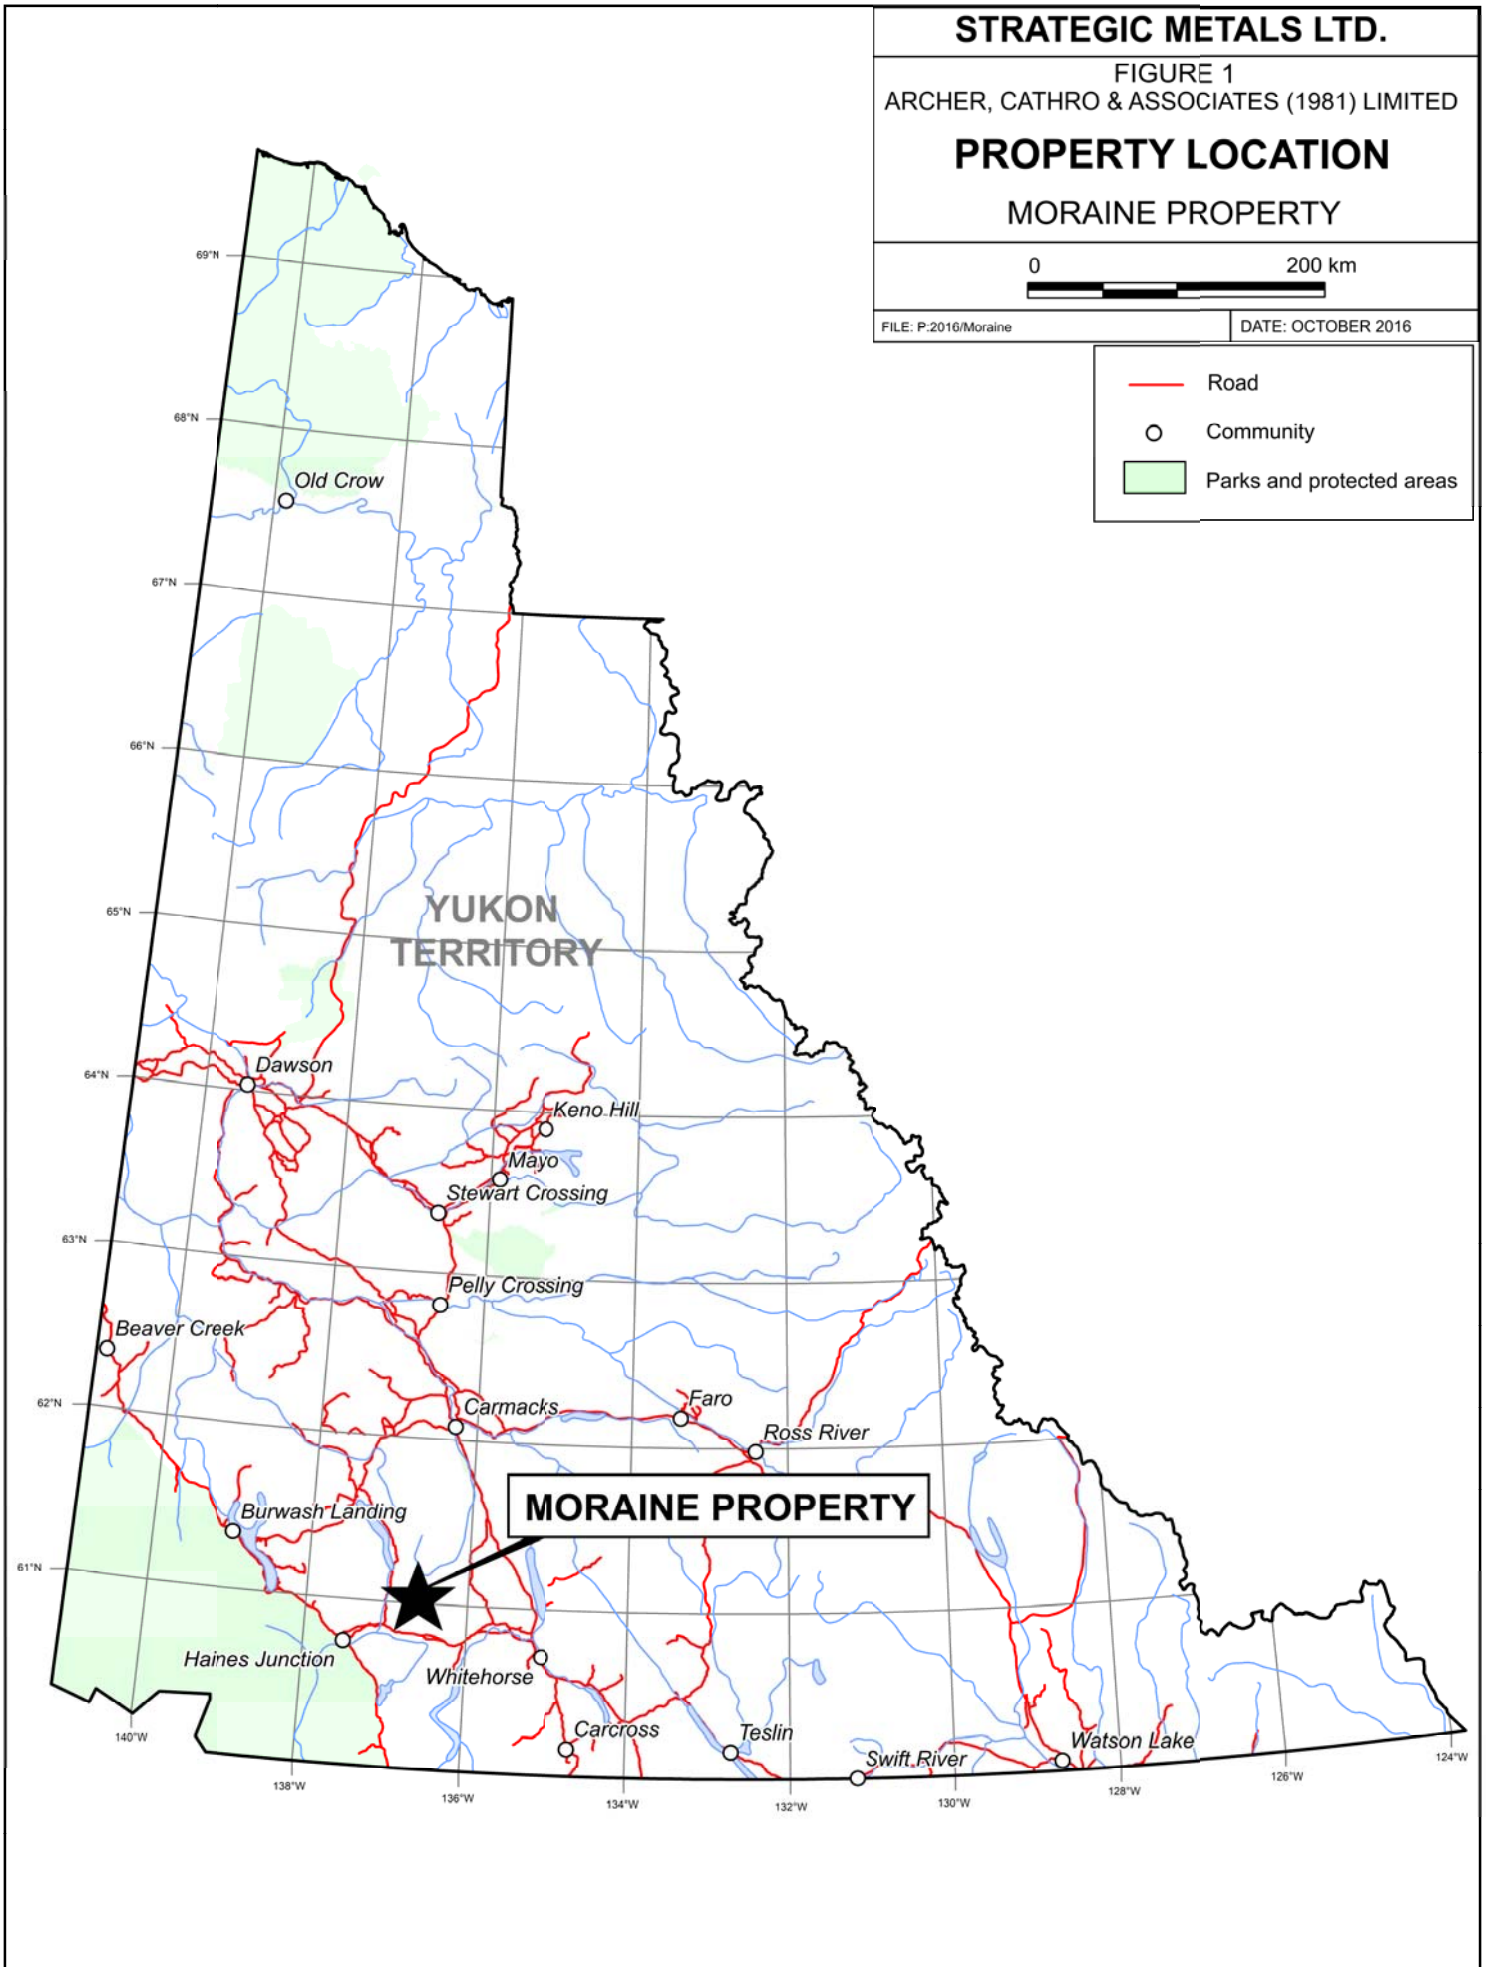 STRATEGIC METALS LTD.
FIGURE 1
ARCHER, CATHRO & ASSOCIATES (1981) LIMITED
PROPERTY LOCATION
MORAINE PROPERTY
0 200 km
FILE: P:2016/Moraine DATE: OCTOBER 2016
Road
Community
Parks and protected areas
69°N
68°N
Old Crow
67°N
66°N
65°N
YUKON
TERRITORY
64°N
Dawson
Keno Hill
Mayo
Stewart Crossing
63°N
Pelly Crossing
Beaver Creek
62°N
Carmacks
Faro
Ross River
MORAINE PROPERTY
Burwash Landing
61°N
Haines Junction
Whitehorse
Carcross
Teslin
Swift River
Watson Lake
140°W
138°W
136°W
134°W
132°W
130°W
128°W
126°W
124°W